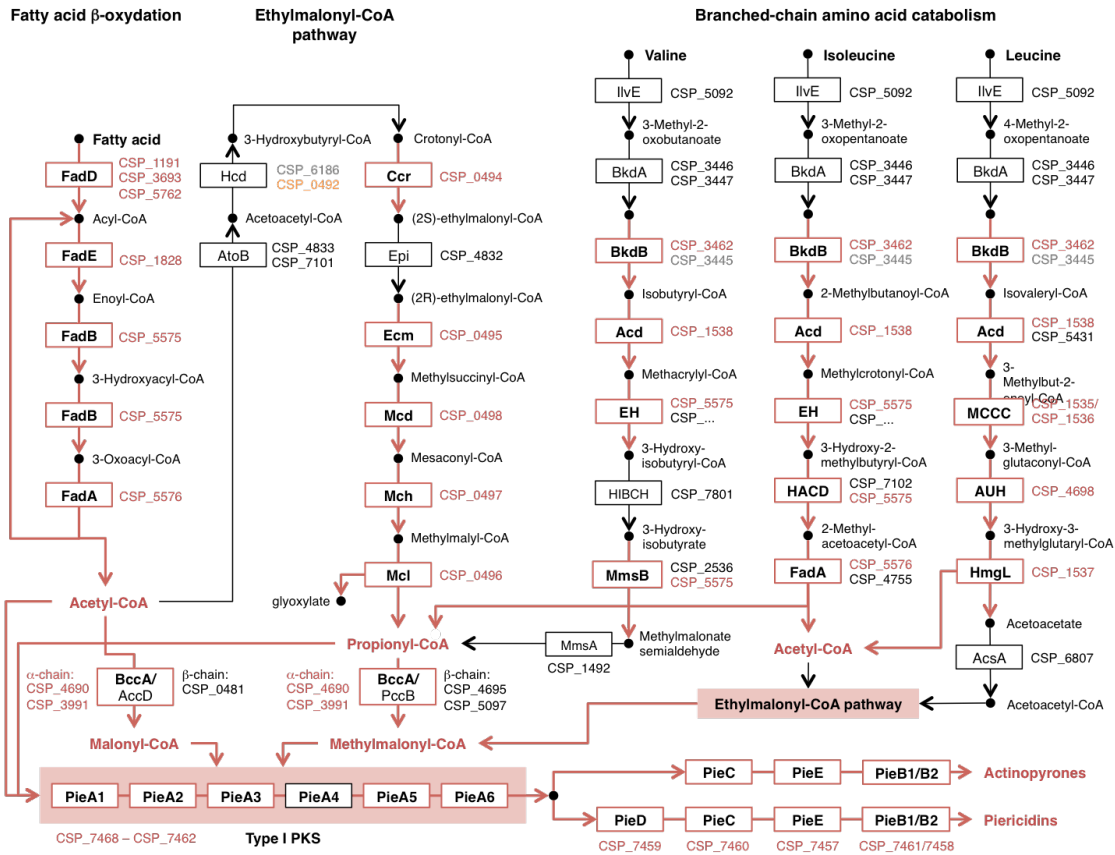 Fatty acid β-oxydation
Ethylmalonyl-CoA
pathway
Branched-chain amino acid catabolism
Fatty acid
FadD
CSP_1191
CSP_3693
CSP_5762
Acyl-CoA
FadE
CSP_1828
Enoyl-CoA
FadB
CSP_5575
3-Hydroxyacyl-CoA
FadB
CSP_5575
3-Oxoacyl-CoA
FadA
CSP_5576
Acetyl-CoA
3-Hydroxybutyryl-CoA
Hcd
CSP_6186
CSP_0492
Acetoacetyl-CoA
AtoB
CSP_4833
CSP_7101
Crotonyl-CoA
Ccr
CSP_0494
(2S)-ethylmalonyl-CoA
Epi
CSP_4832
(2R)-ethylmalonyl-CoA
Ecm
CSP_0495
Methylsuccinyl-CoA
Mcd
CSP_0498
Mesaconyl-CoA
Mch
CSP_0497
Methylmalyl-CoA
Mcl
CSP_0496
glyoxylate
Propionyl-CoA
Valine
IlvE
CSP_5092
3-Methyl-2-
oxobutanoate
BkdA
CSP_3446
CSP_3447
BkdB
CSP_3462
CSP_3445
Isobutyryl-CoA
Acd
CSP_1538
Methacrylyl-CoA
EH
CSP_5575
CSP_...
3-Hydroxy-
isobutyryl-CoA
HIBCH
CSP_7801
3-Hydroxy-
isobutyrate
MmsB
CSP_2536
CSP_5575
Methylmalonate
semialdehyde
MmsA
CSP_1492
Isoleucine
IlvE
CSP_5092
3-Methyl-2-
oxopentanoate
BkdA
CSP_3446
CSP_3447
BkdB
CSP_3462
CSP_3445
2-Methylbutanoyl-CoA
Acd
CSP_1538
Methylcrotonyl-CoA
EH
CSP_5575
CSP_...
3-Hydroxy-2-
methylbutyryl-CoA
HACD
CSP_7102
CSP_5575
2-Methyl-
acetoacetyl-CoA
FadA
CSP_5576
CSP_4755
Acetyl-CoA
Leucine
IlvE
CSP_5092
4-Methyl-2-
oxopentanoate
BkdA
CSP_3446
CSP_3447
BkdB
CSP_3462
CSP_3445
Isovaleryl-CoA
Acd
CSP_1538
CSP_5431
3-
Methylbut-2-
enoyl-CoA
MCCC
CSP_1535/
CSP_1536
3-Methyl-
glutaconyl-CoA
AUH
CSP_4698
3-Hydroxy-3-
methylglutaryl-CoA
HmgL
CSP_1537
Acetoacetate
AcsA
CSP_6807
Acetoacetyl-CoA
Ethylmalonyl-CoA pathway
α-chain:
CSP_4690
CSP_3991
BccA/
AccD
β-chain:
CSP_0481
α-chain:
CSP_4690
CSP_3991
BccA/
PccB
β-chain:
CSP_4695
CSP_5097
Malonyl-CoA
Methylmalonyl-CoA
PieA1
PieA2
PieA3
PieA4
PieA5
PieA6
CSP_7468 – CSP_7462
Type I PKS
PieC
PieE
PieB1/B2
Actinopyrones
PieD
PieC
PieE
PieB1/B2
Piericidins
CSP_7459
CSP_7460
CSP_7457
CSP_7461/7458